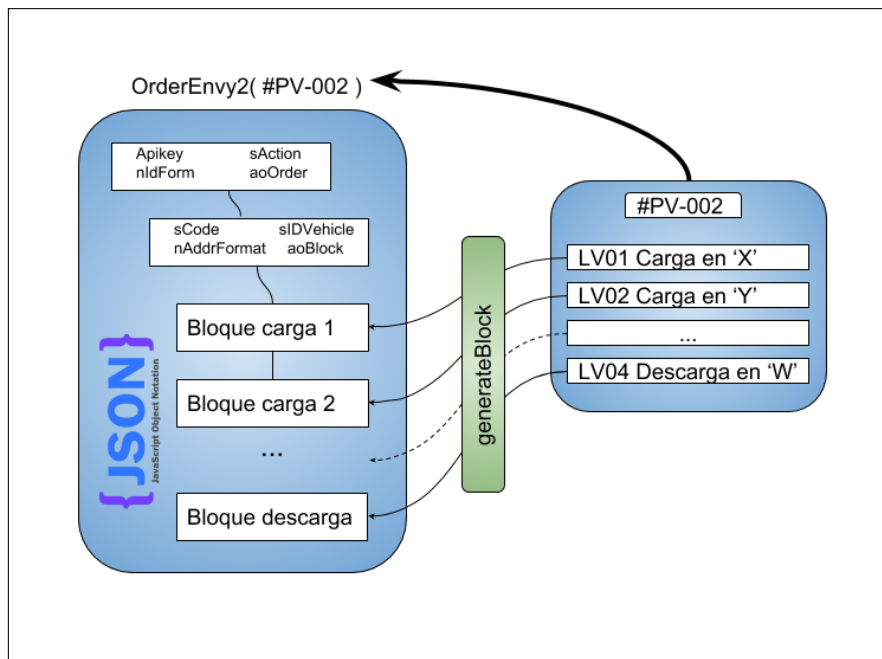 OrderEnvy2( #PV-002 )
Apikey sAction
nIdForm aoOrder
sCode sIDVehicle
nAddrFormat aoBlock
Bloque carga 1
Bloque carga 2
...
Bloque descarga
{JSON}
JavaScript Object Notation
generateBlock
#PV-002
LV01 Carga en ‘X’
LV02 Carga en ‘Y’
...
LV04 Descarga en ‘W’